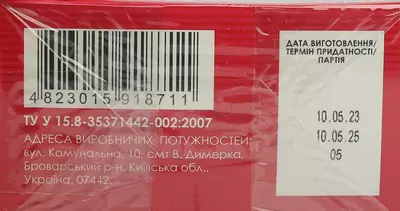 4 823015 918711
ТУ У 15.8-35371442-002:2007
АДРЕСА ВИРОБНИЧИХ ПОТУЖНОСТЕЙ:
вул. Комунальна, 10, смт В. Димерка,
Броварський р-н, Київська обл.,
Україна, 07442.
ДАТА ВИГОТОВЛЕННЯ/
ТЕРМІН ПРИДАТНОСТІ/
ПАРТІЯ
10.05.23
10.05.25
05